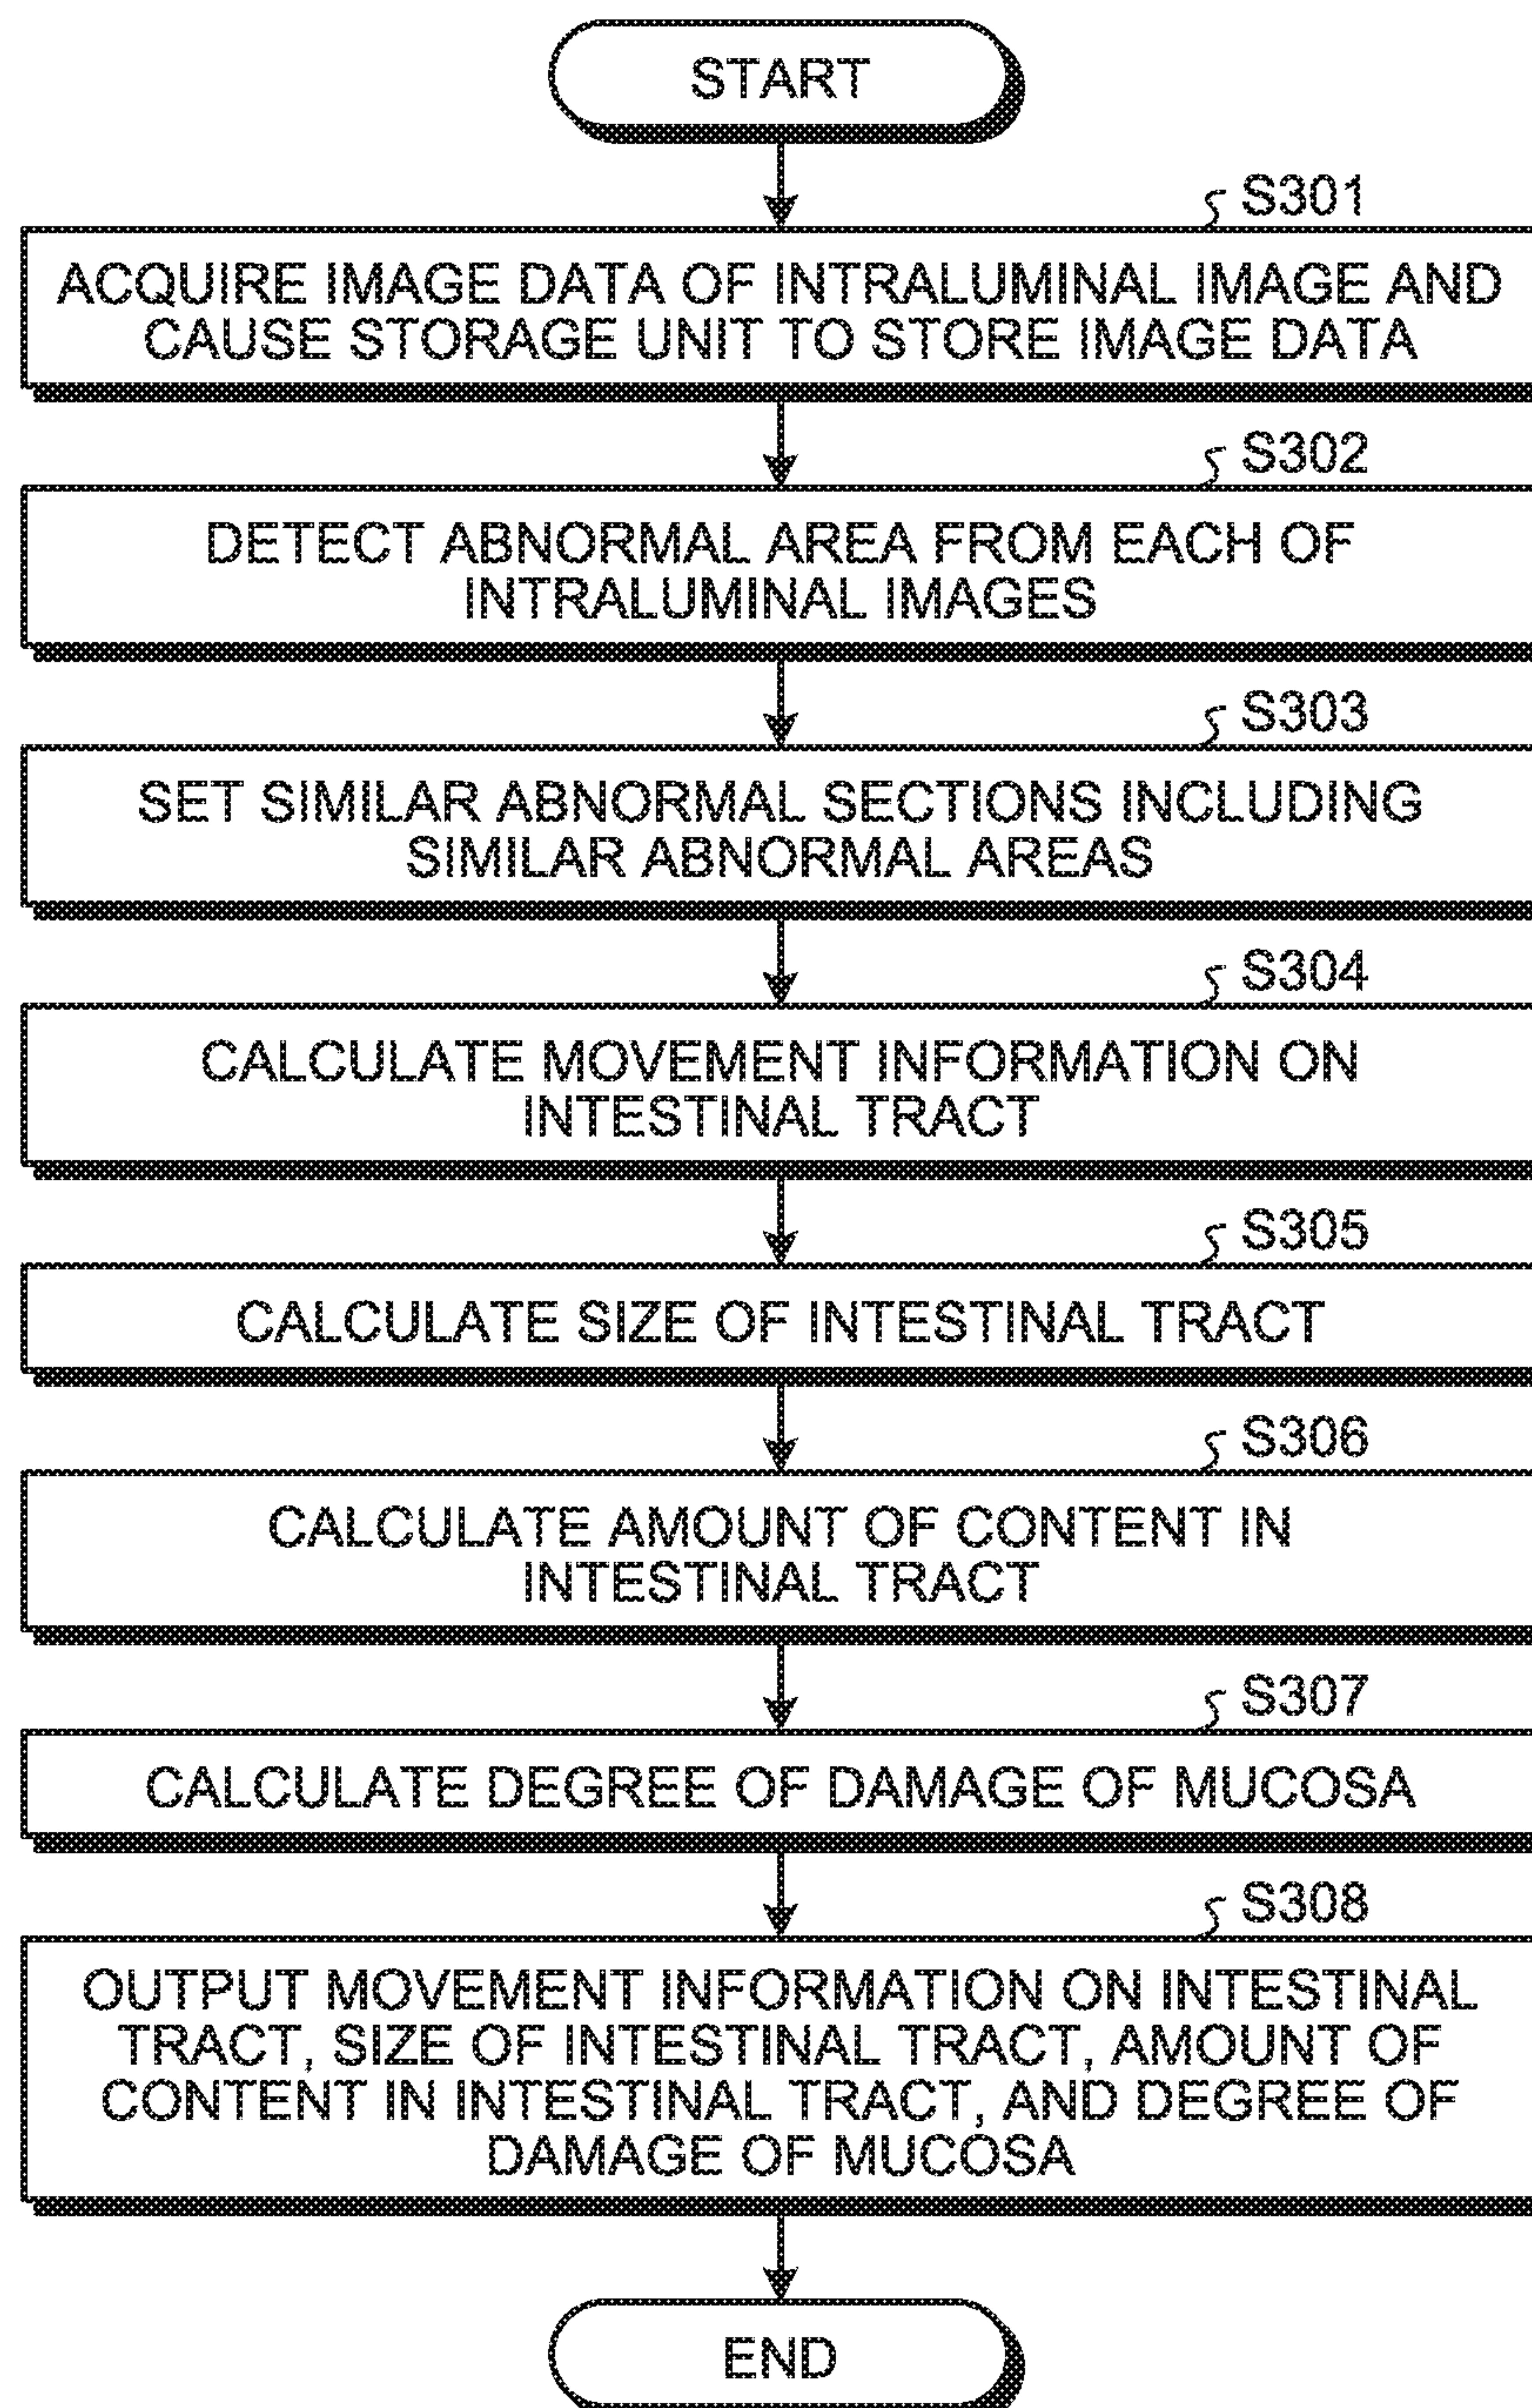 START
S301
ACQUIRE IMAGE DATA OF INTRALUMINAL IMAGE AND
CAUSE STORAGE UNIT TO STORE IMAGE DATA
S302
DETECT ABNORMAL AREA FROM EACH OF
INTRALUMINAL IMAGES
S303
SET SIMILAR ABNORMAL SECTIONS INCLUDING
SIMILAR ABNORMAL AREAS
S304
CALCULATE MOVEMENT INFORMATION ON
INTESTINAL TRACT
S305
CALCULATE SIZE OF INTESTINAL TRACT
S306
CALCULATE AMOUNT OF CONTENT IN
INTESTINAL TRACT
S307
CALCULATE DEGREE OF DAMAGE OF MUCOSA
S308
OUTPUT MOVEMENT INFORMATION ON INTESTINAL
TRACT, SIZE OF INTESTINAL TRACT, AMOUNT OF
CONTENT IN INTESTINAL TRACT, AND DEGREE OF
DAMAGE OF MUCOSA
END